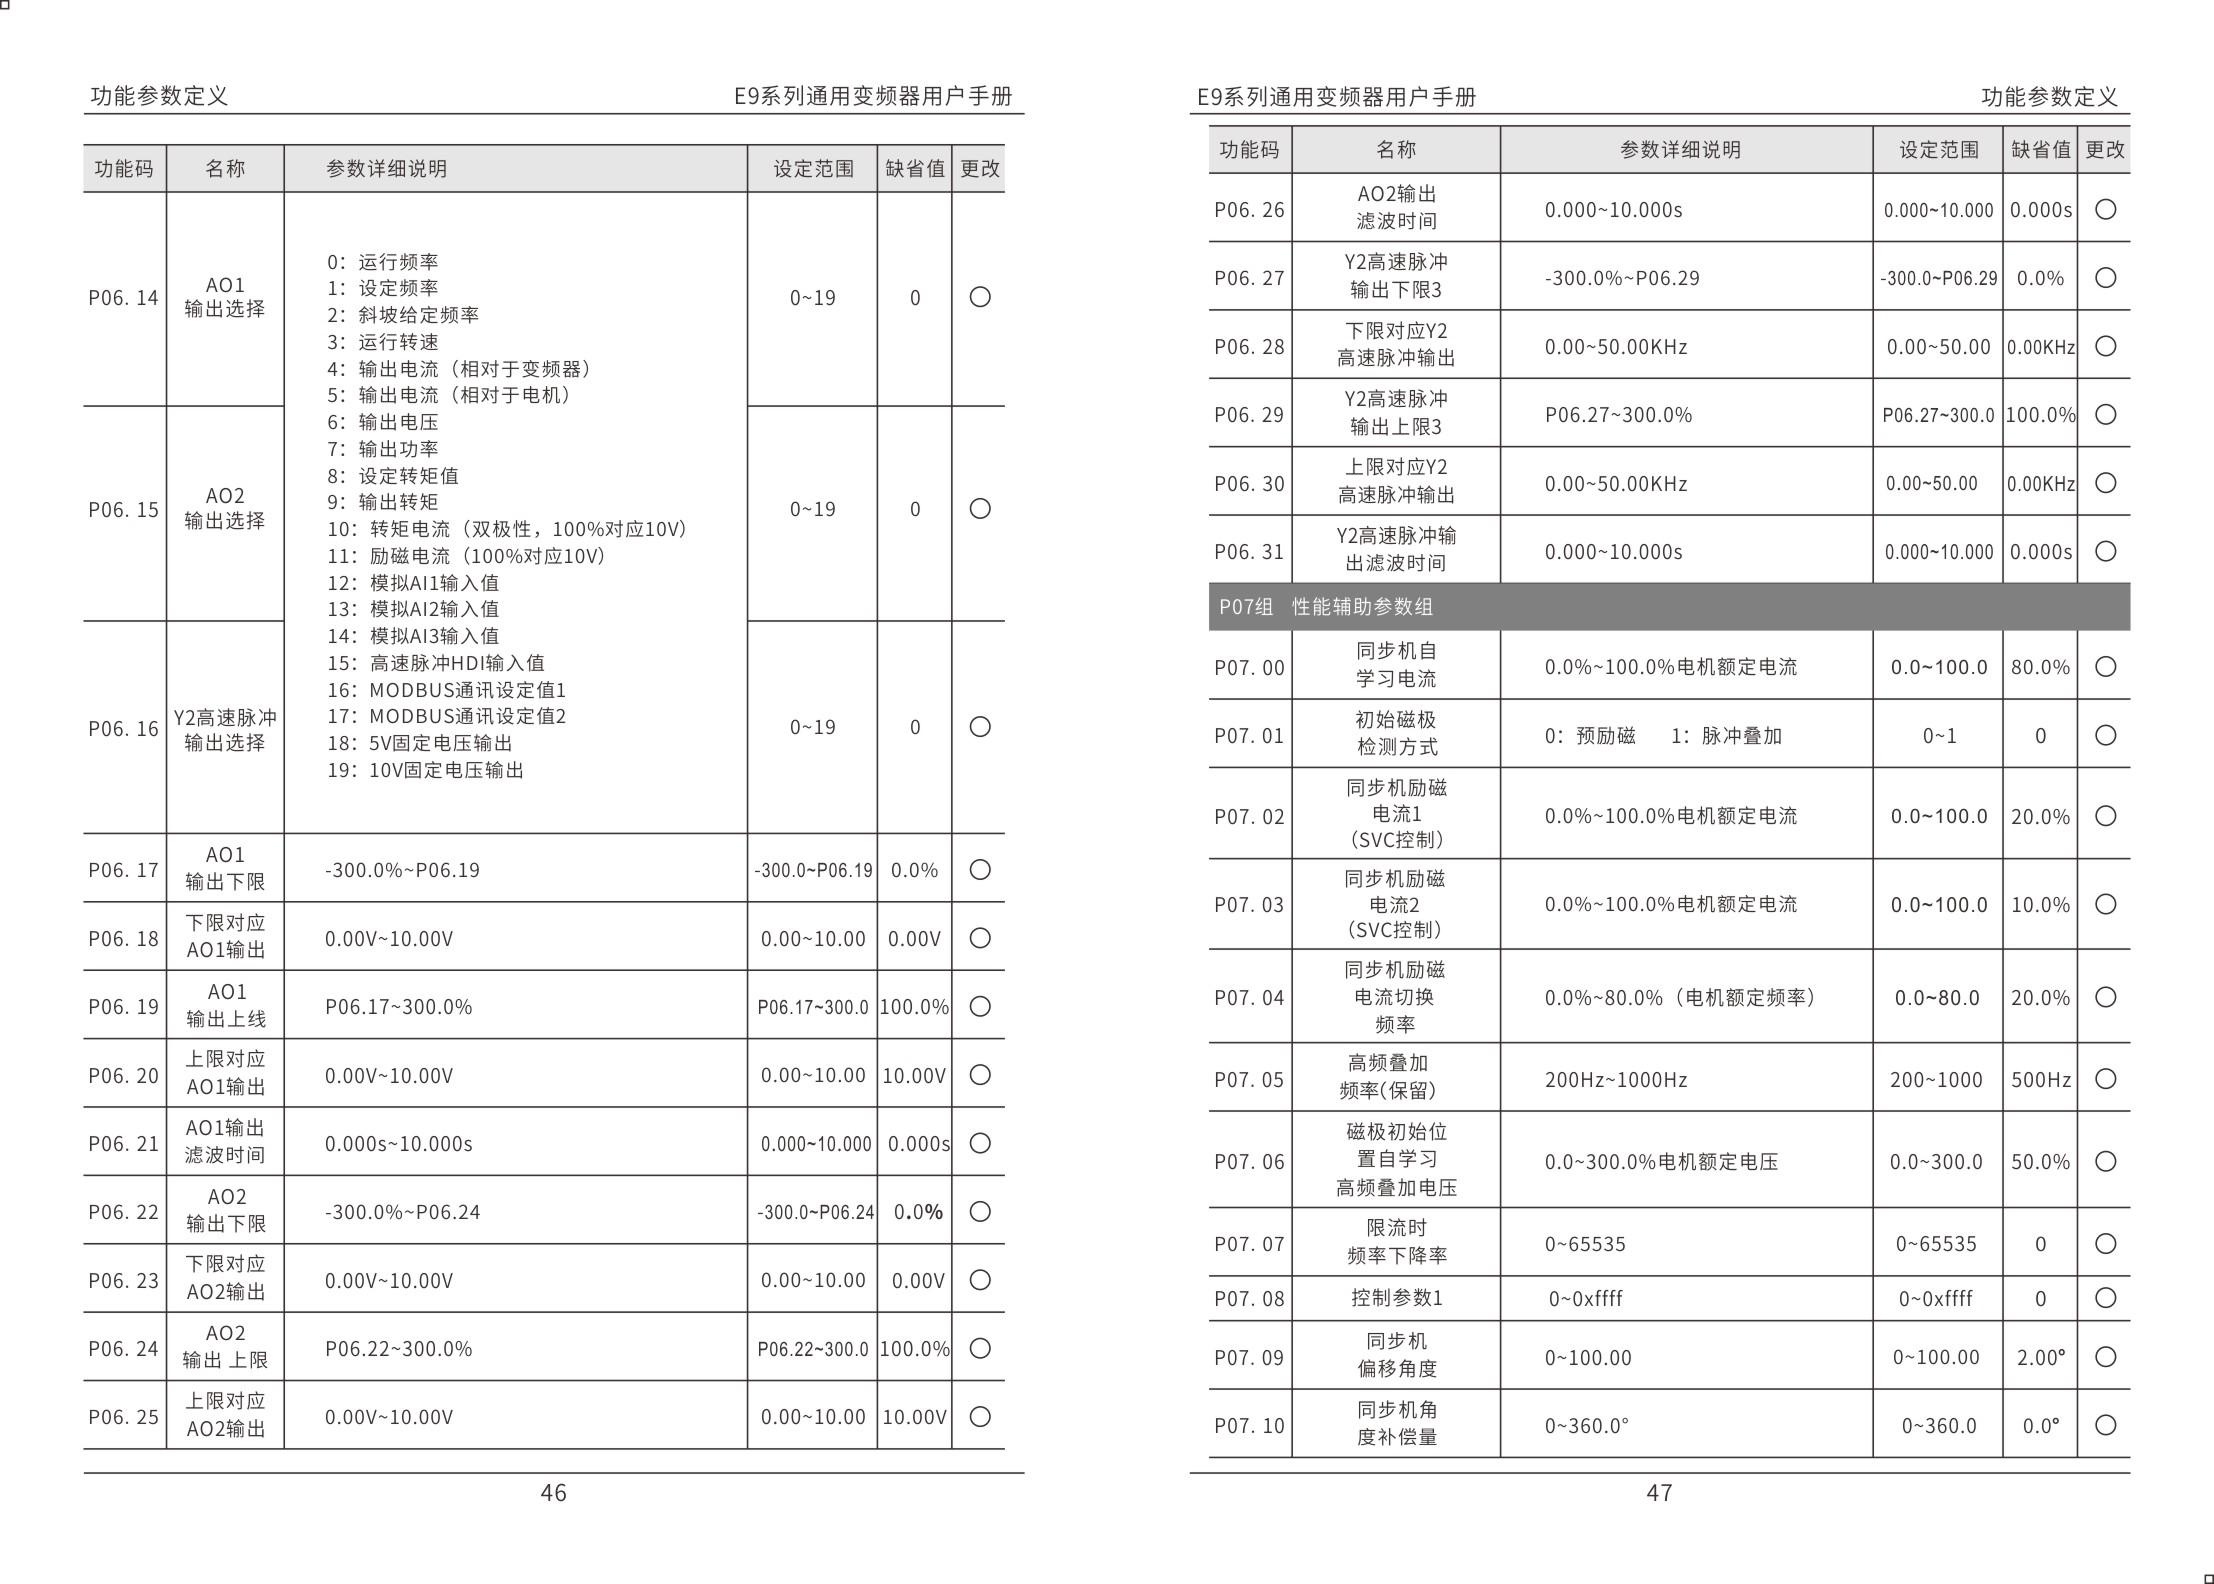 功能参数定义 E9系列通用变频器用户手册
功能码 名称 参数详细说明 设定范围 缺省值 更改
P06. 14 AO1 输出选择 0~19 0 ○
0：运行频率
1：设定频率
2：斜坡给定频率
3：运行转速
4：输出电流（相对于变频器）
5：输出电流（相对于电机）
6：输出电压
7：输出功率
8：设定转矩值
9：输出转矩
10：转矩电流（双极性，100%对应10V）
11：励磁电流（100%对应10V）
12：模拟AI1输入值
13：模拟AI2输入值
14：模拟AI3输入值
15：高速脉冲HDI输入值
16：MODBUS通讯设定值1
17：MODBUS通讯设定值2
18：5V固定电压输出
19：10V固定电压输出
P06. 15 AO2 输出选择 0~19 0 ○
P06. 16 Y2高速脉冲 输出选择 0~19 0 ○
P06. 17 AO1 输出下限 -300.0%~P06.19 -300.0~P06.19 0.0% ○
P06. 18 下限对应 AO1输出 0.00V~10.00V 0.00~10.00 0.00V ○
P06. 19 AO1 输出上线 P06.17~300.0% P06.17~300.0 100.0% ○
P06. 20 上限对应 AO1输出 0.00V~10.00V 0.00~10.00 10.00V ○
P06. 21 AO1输出 滤波时间 0.000s~10.000s 0.000~10.000 0.000s ○
P06. 22 AO2 输出下限 -300.0%~P06.24 -300.0~P06.24 0.0% ○
P06. 23 下限对应 AO2输出 0.00V~10.00V 0.00~10.00 0.00V ○
P06. 24 AO2 输出 上限 P06.22~300.0% P06.22~300.0 100.0% ○
P06. 25 上限对应 AO2输出 0.00V~10.00V 0.00~10.00 10.00V ○
46
E9系列通用变频器用户手册 功能参数定义
功能码 名称 参数详细说明 设定范围 缺省值 更改
P06. 26 AO2输出 滤波时间 0.000~10.000s 0.000~10.000 0.000s ○
P06. 27 Y2高速脉冲 输出下限3 -300.0%~P06.29 -300.0~P06.29 0.0% ○
P06. 28 下限对应Y2 高速脉冲输出 0.00~50.00KHz 0.00~50.00 0.00KHz ○
P06. 29 Y2高速脉冲 输出上限3 P06.27~300.0% P06.27~300.0 100.0% ○
P06. 30 上限对应Y2 高速脉冲输出 0.00~50.00KHz 0.00~50.00 0.00KHz ○
P06. 31 Y2高速脉冲输 出滤波时间 0.000~10.000s 0.000~10.000 0.000s ○
P07组 性能辅助参数组
P07. 00 同步机自 学习电流 0.0%~100.0%电机额定电流 0.0~100.0 80.0% ○
P07. 01 初始磁极 检测方式 0：预励磁 1：脉冲叠加 0~1 0 ○
P07. 02 同步机励磁 电流1 （SVC控制） 0.0%~100.0%电机额定电流 0.0~100.0 20.0% ○
P07. 03 同步机励磁 电流2 （SVC控制） 0.0%~100.0%电机额定电流 0.0~100.0 10.0% ○
P07. 04 同步机励磁 电流切换 频率 0.0%~80.0%（电机额定频率） 0.0~80.0 20.0% ○
P07. 05 高频叠加 频率(保留) 200Hz~1000Hz 200~1000 500Hz ○
P07. 06 磁极初始位 置自学习 高频叠加电压 0.0~300.0%电机额定电压 0.0~300.0 50.0% ○
P07. 07 限流时 频率下降率 0~65535 0~65535 0 ○
P07. 08 控制参数1 0~0xffff 0~0xffff 0 ○
P07. 09 同步机 偏移角度 0~100.00 0~100.00 2.00° ○
P07. 10 同步机角 度补偿量 0~360.0° 0~360.0 0.0° ○
47